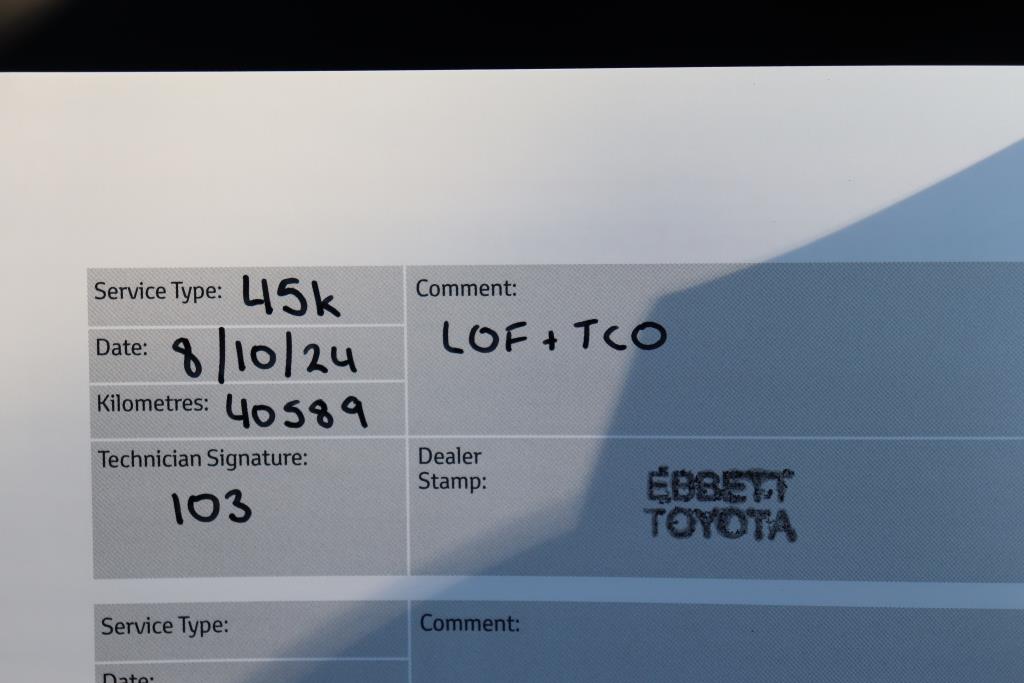 Service Type: 45k
Date: 8/10/24
Kilometres: 40589
Comment:
LOF + TCO
Technician Signature:
103
Dealer
Stamp:
EBBETT
TOYOTA
Service Type:
Comment:
Date: